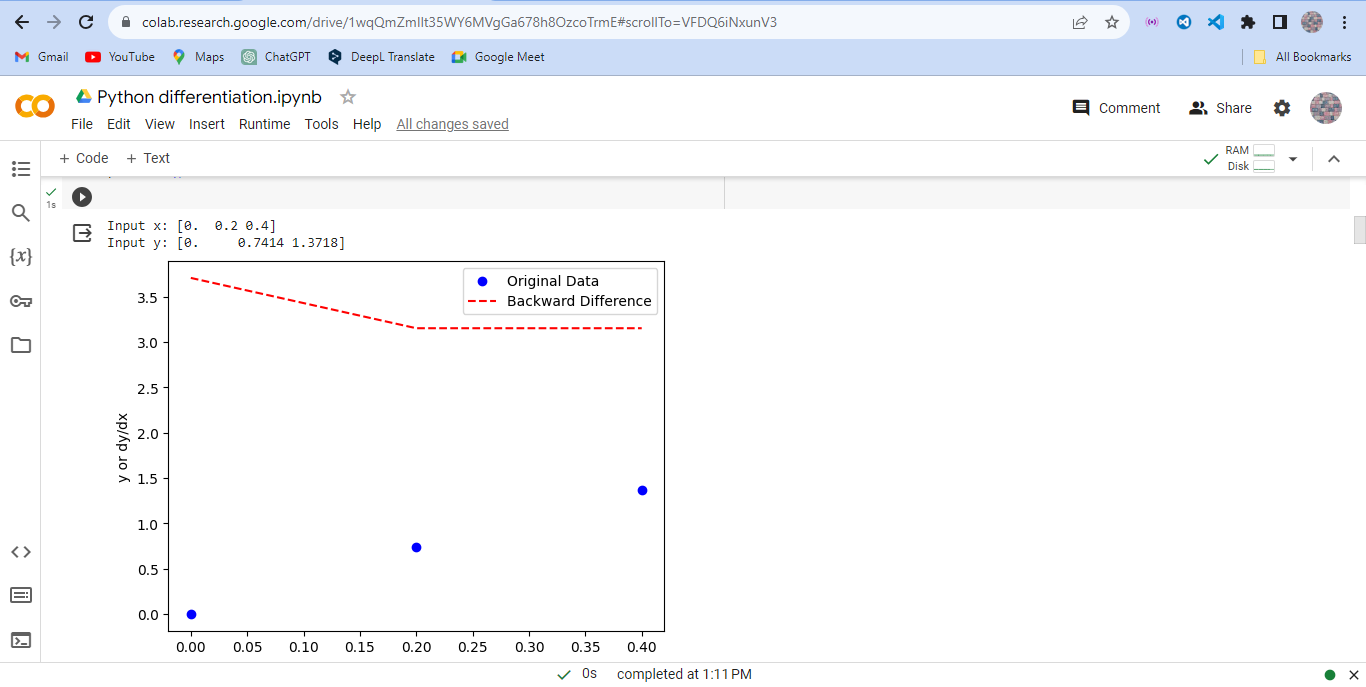 colab.research.google.com/drive/1wqQmZmIlt35WY6MVgGa678h8OzcoTrmE#scrollTo=VFDQ6iNxunV3
Gmail YouTube Maps ChatGPT DeepL Translate Google Meet All Bookmarks
Python differentiation.ipynb
Comment Share
File Edit View Insert Runtime Tools Help All changes saved
+ Code + Text
RAM
Disk
1s
Input x: [0.  0.2 0.4]
Input y: [0.     0.7414 1.3718]
{x}
Original Data
Backward Difference
3.5
3.0
2.5
2.0
1.5
1.0
0.5
0.0
y or dy/dx
0.00 0.05 0.10 0.15 0.20 0.25 0.30 0.35 0.40
0s completed at 1:11 PM